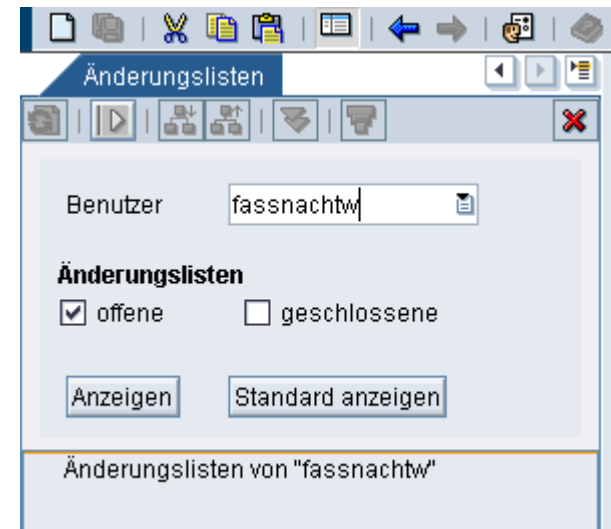 Änderungslisten
Benutzer fassnachtw
Änderungslisten
offene geschlossene
Anzeigen Standard anzeigen
Änderungslisten von "fassnachtw"